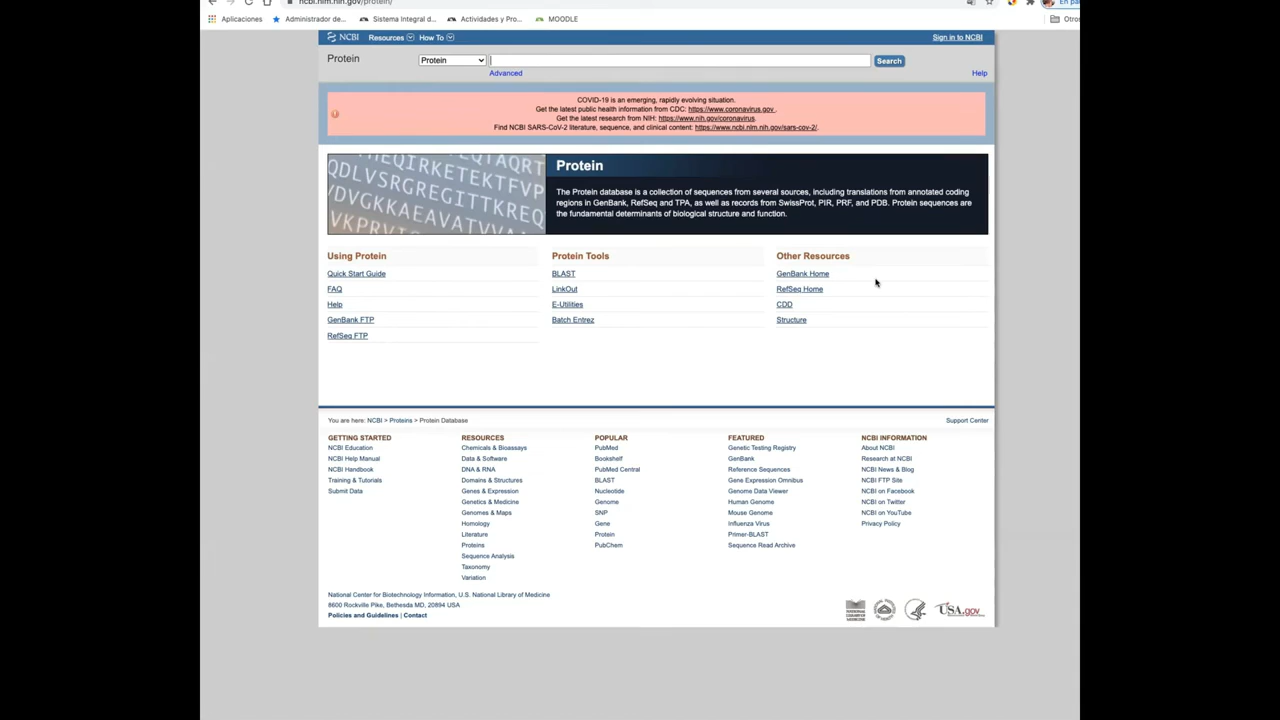 ncbi.nlm.nih.gov/protein/
Aplicaciones Administrador de... Sistema Integral d... Actividades y Pro... MOODLE Otros
NCBI Resources How To Sign in to NCBI
Protein Protein Search
Advanced Help
COVID-19 is an emerging, rapidly evolving situation.
Get the latest public health information from CDC: https://www.coronavirus.gov .
Get the latest research from NIH: https://www.nih.gov/coronavirus.
Find NCBI SARS-CoV-2 literature, sequence, and clinical content: https://www.ncbi.nlm.nih.gov/sars-cov-2/.
QDLVSRGREGITTKREQ
Protein
The Protein database is a collection of sequences from several sources, including translations from annotated coding
regions in GenBank, RefSeq and TPA, as well as records from SwissProt, PIR, PRF, and PDB. Protein sequences are
the fundamental determinants of biological structure and function.
Using Protein
Quick Start Guide
FAQ
Help
GenBank FTP
RefSeq FTP
Protein Tools
BLAST
LinkOut
E-Utilities
Batch Entrez
Other Resources
GenBank Home
RefSeq Home
CDD
Structure
You are here: NCBI > Proteins > Protein Database Support Center
GETTING STARTED
NCBI Education
NCBI Help Manual
NCBI Handbook
Training & Tutorials
Submit Data
RESOURCES
Chemicals & Bioassays
Data & Software
DNA & RNA
Domains & Structures
Genes & Expression
Genetics & Medicine
Genomes & Maps
Homology
Literature
Proteins
Sequence Analysis
Taxonomy
Variation
POPULAR
PubMed
Bookshelf
PubMed Central
BLAST
Nucleotide
Genome
SNP
Gene
Protein
PubChem
FEATURED
Genetic Testing Registry
GenBank
Reference Sequences
Gene Expression Omnibus
Genome Data Viewer
Human Genome
Mouse Genome
Influenza Virus
Primer-BLAST
Sequence Read Archive
NCBI INFORMATION
About NCBI
Research at NCBI
NCBI News & Blog
NCBI FTP Site
NCBI on Facebook
NCBI on Twitter
NCBI on YouTube
Privacy Policy
National Center for Biotechnology Information, U.S. National Library of Medicine
8600 Rockville Pike, Bethesda MD, 20894 USA
Policies and Guidelines | Contact
USA.gov